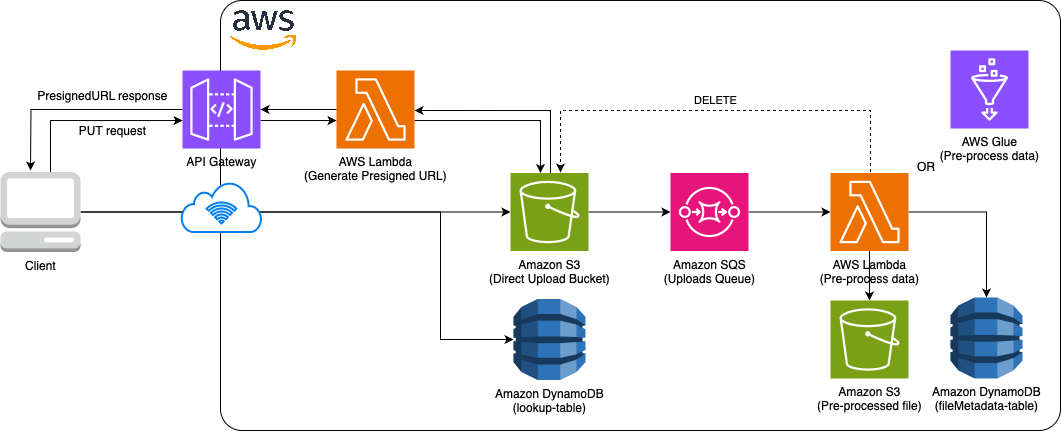 aws
PresignedURL response
PUT request
API Gateway
AWS Lambda
(Generate Presigned URL)
DELETE
AWS Glue
(Pre-process data)
OR
Client
Amazon S3
(Direct Upload Bucket)
Amazon SQS
(Uploads Queue)
AWS Lambda
(Pre-process data)
Amazon DynamoDB
(lookup-table)
Amazon S3
(Pre-processed file)
Amazon DynamoDB
(fileMetadata-table)